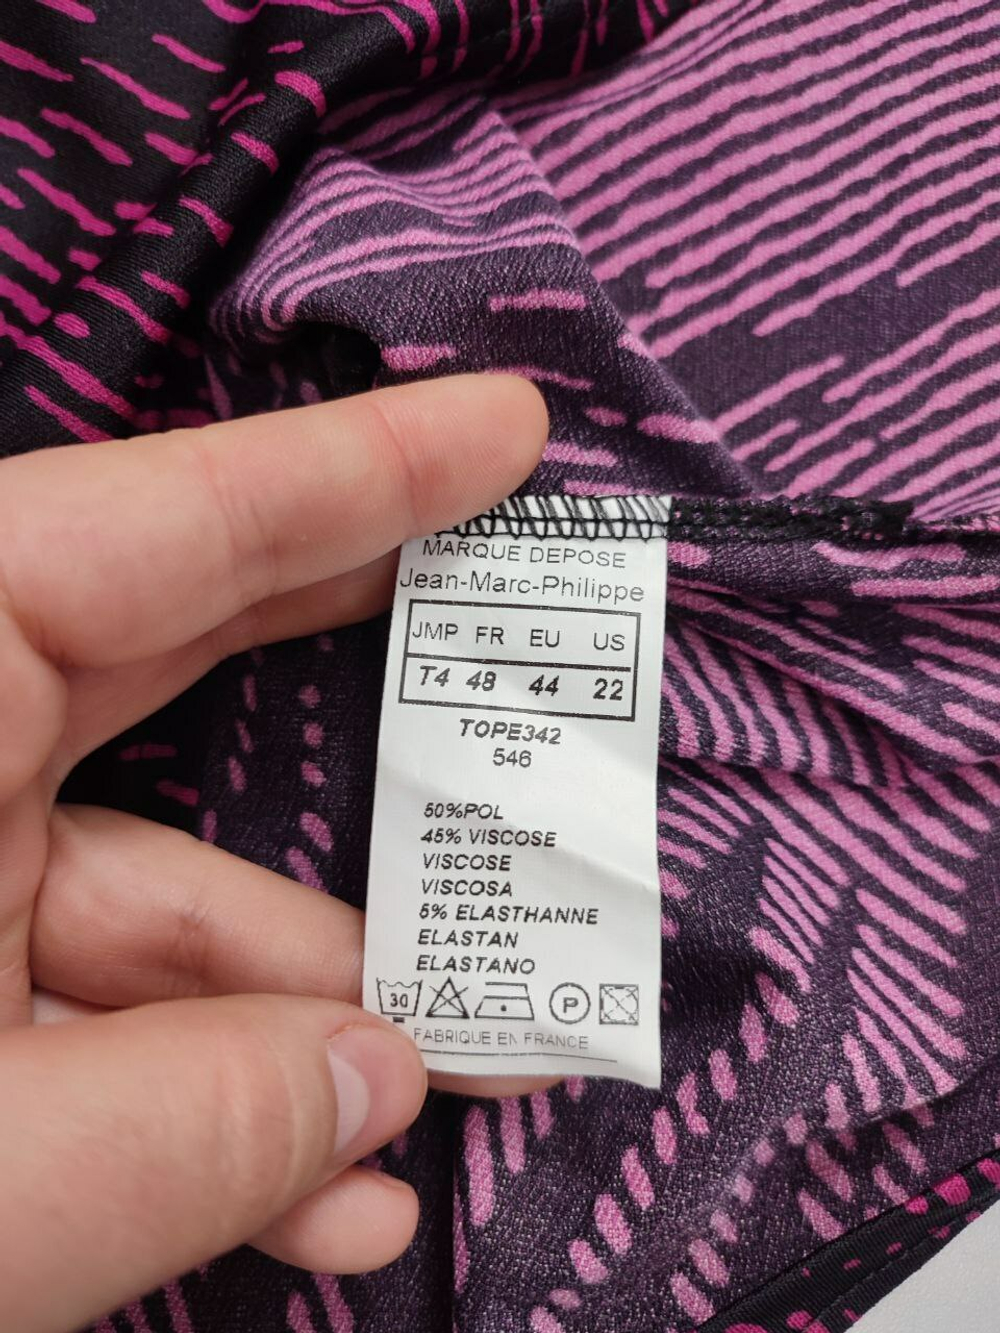 MARQUE DEPOSE
Jean-Marc-Philippe
JMP FR EU US
T4 48 44 22
TOPE342
546
50%POL
45% VISCOSE
VISCOSE
VISCOSA
5% ELASTHANNE
ELASTAN
ELASTANO
30 P
FABRIQUE EN FRANCE